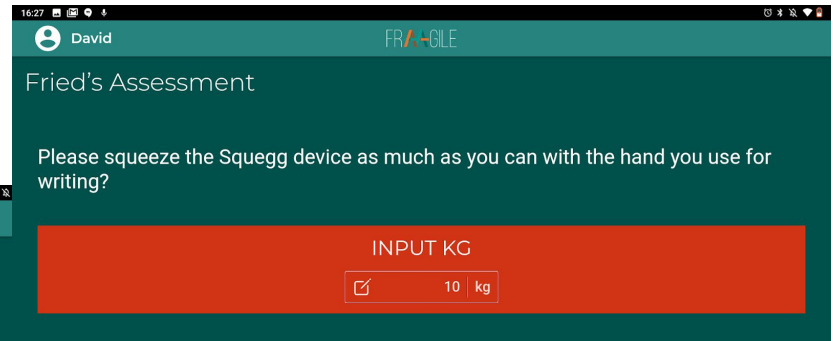 16:27
David
FRAAGILE
Fried's Assessment
Please squeeze the Squegg device as much as you can with the hand you use for
writing?
INPUT KG
10 kg